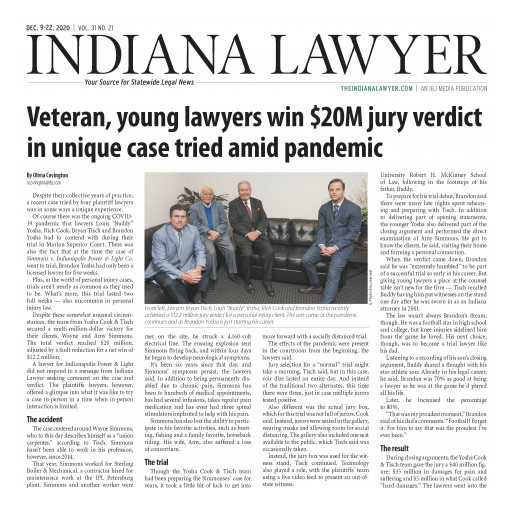 DEC. 9-22, 2020 | VOL. 31 NO. 21
INDIANA LAWYER
Your Source for Statewide Legal News
THEINDIANALAWYER.COM | AN IBJ MEDIA PUBLICATION
Veteran, young lawyers win $20M jury verdict
in unique case tried amid pandemic
By Olivia Covington
ocovington@ibj.com
Despite their collective years of practice,
a recent case tried by four plaintiff lawyers
was in some ways a unique experience.
Of course there was the ongoing COVID-
19 pandemic that lawyers Louis "Buddy"
Yosha, Rich Cook, Bryan Tisch and Brandon
Yosha had to contend with during their
trial in Marion Superior Court. There was
also the fact that at the time the case of
Simmons v. Indianapolis Power & Light Co.
went to trial, Brandon Yosha had only been a
licensed lawyer for five weeks.
Plus, in the world of personal injury cases,
trials aren't nearly as common as they used
to be. What's more, this trial lasted two
full weeks — also uncommon in personal
injury law.
Despite these somewhat unusual circum-
stances, the team from Yosha Cook & Tisch
secured a multi-million-dollar victory for
their clients, Wayne and Amy Simmons.
The total verdict reached $20 million,
adjusted by a fault reduction for a net win of
$12.2 million.
A lawyer for Indianapolis Power & Light
did not respond to a message from Indiana
Lawyer seeking comment on the case and
verdict. The plaintiffs lawyers, however,
offered a glimpse into what it was like to try
a case in-person in a time when in-person
interaction is limited.
The accident
The case centered around Wayne Simmons,
who to this day describes himself as a "union
carpenter," according to Tisch. Simmons
hasn't been able to work in his profession,
however, since 2014.
That year, Simmons worked for Sterling
Boiler & Mechanical, a contractor hired for
maintenance work at the IPL Petersburg
plant. Simmons and another worker were
From left, lawyers Bryan Tisch, Louis "Buddy" Yosha, Rich Cook and Brandon Yosha recently
achieved a $12.2 million jury verdict for a personal injury client. The win came as the pandemic
continues and as Brandon Yosha is just starting his career.
neer on the site, he struck a 4,160-volt
electrical line. The ensuing explosion sent
Simmons flying back, and within four days
he began to develop neurological symptoms.
It's been six years since that day, and
Simmons' symptoms persist, the lawyers
said. In addition to being permanently dis-
abled due to chronic pain, Simmons has
been to hundreds of medical appointments,
has had several infusions, takes regular pain
medication and has even had three spinal
stimulators implanted to help with his pain.
Simmons has also lost the ability to partic-
ipate in his favorite activities, such as hunt-
ing, fishing and a family favorite, horseback
riding. His wife, Amy, also suffered a loss
of consortium.
The trial
Though the Yosha Cook & Tisch team
had been preparing the Simmonses' case for
years, it took a little bit of luck to get into
move forward with a socially distanced trial.
The effects of the pandemic were present
in the courtroom from the beginning, the
lawyers said.
Jury selection for a "normal" trial might
take a morning, Tisch said, but in this case,
voir dire lasted an entire day. And instead
of the traditional two alternates, this time
there were three, just in case multiple jurors
tested positive.
Also different was the actual jury box,
which for this trial was not full of jurors, Cook
said. Instead, jurors were seated in the gallery,
wearing masks and allowing room for social
distancing. The gallery also included one seat
available to the public, which Tisch said was
occasionally taken.
Instead, the jury box was used for the wit-
ness stand, Tisch continued. Technology
also played a role, with the plaintiffs' team
using a live video feed to present an out-of-
state witness.
University Robert H. McKinney School
of Law, following in the footsteps of his
father, Buddy.
To prepare for his trial debut, Brandon said
there were many late nights spent rehears-
ing and preparing with Tisch. In addition
to delivering part of opening statements,
the younger Yosha also delivered part of the
closing argument and performed the direct
examination of Amy Simmons. He got to
know the clients, he said, visiting their home
and forming a personal connection.
When the verdict came down, Brandon
said he was "extremely humbled" to be part
of a successful trial so early in his career. But
giving young lawyers a place at the counsel
table isn't new for the firm — Tisch recalled
Buddy having him put witnesses on the stand
one day after he was sworn in as an Indiana
attorney in 2001.
The law wasn't always Brandon's dream,
though. He was a football star in high school
and college, but knee injuries sidelined him
from the game he loved. His next choice,
though, was to become a trial lawyer like
his dad.
Listening to a recording of his son's closing
argument, Buddy shared a thought with his
star-athlete son: Already in his legal career,
he said, Brandon was 70% as good of being
a lawyer as he was at the game he'd played
all his life.
Later, he increased the percentage
to 80%.
"That was my proudest moment," Brandon
said of his dad's comments. "Football? Forget
it. For him to say that was the proudest I've
ever been."
The result
During closing arguments, the Yosha Cook
& Tisch team gave the jury a $40 million fig-
ure: $35 million in damages for pain and
suffering and $5 million in what Cook called
"hard damages." The lawyers went into the